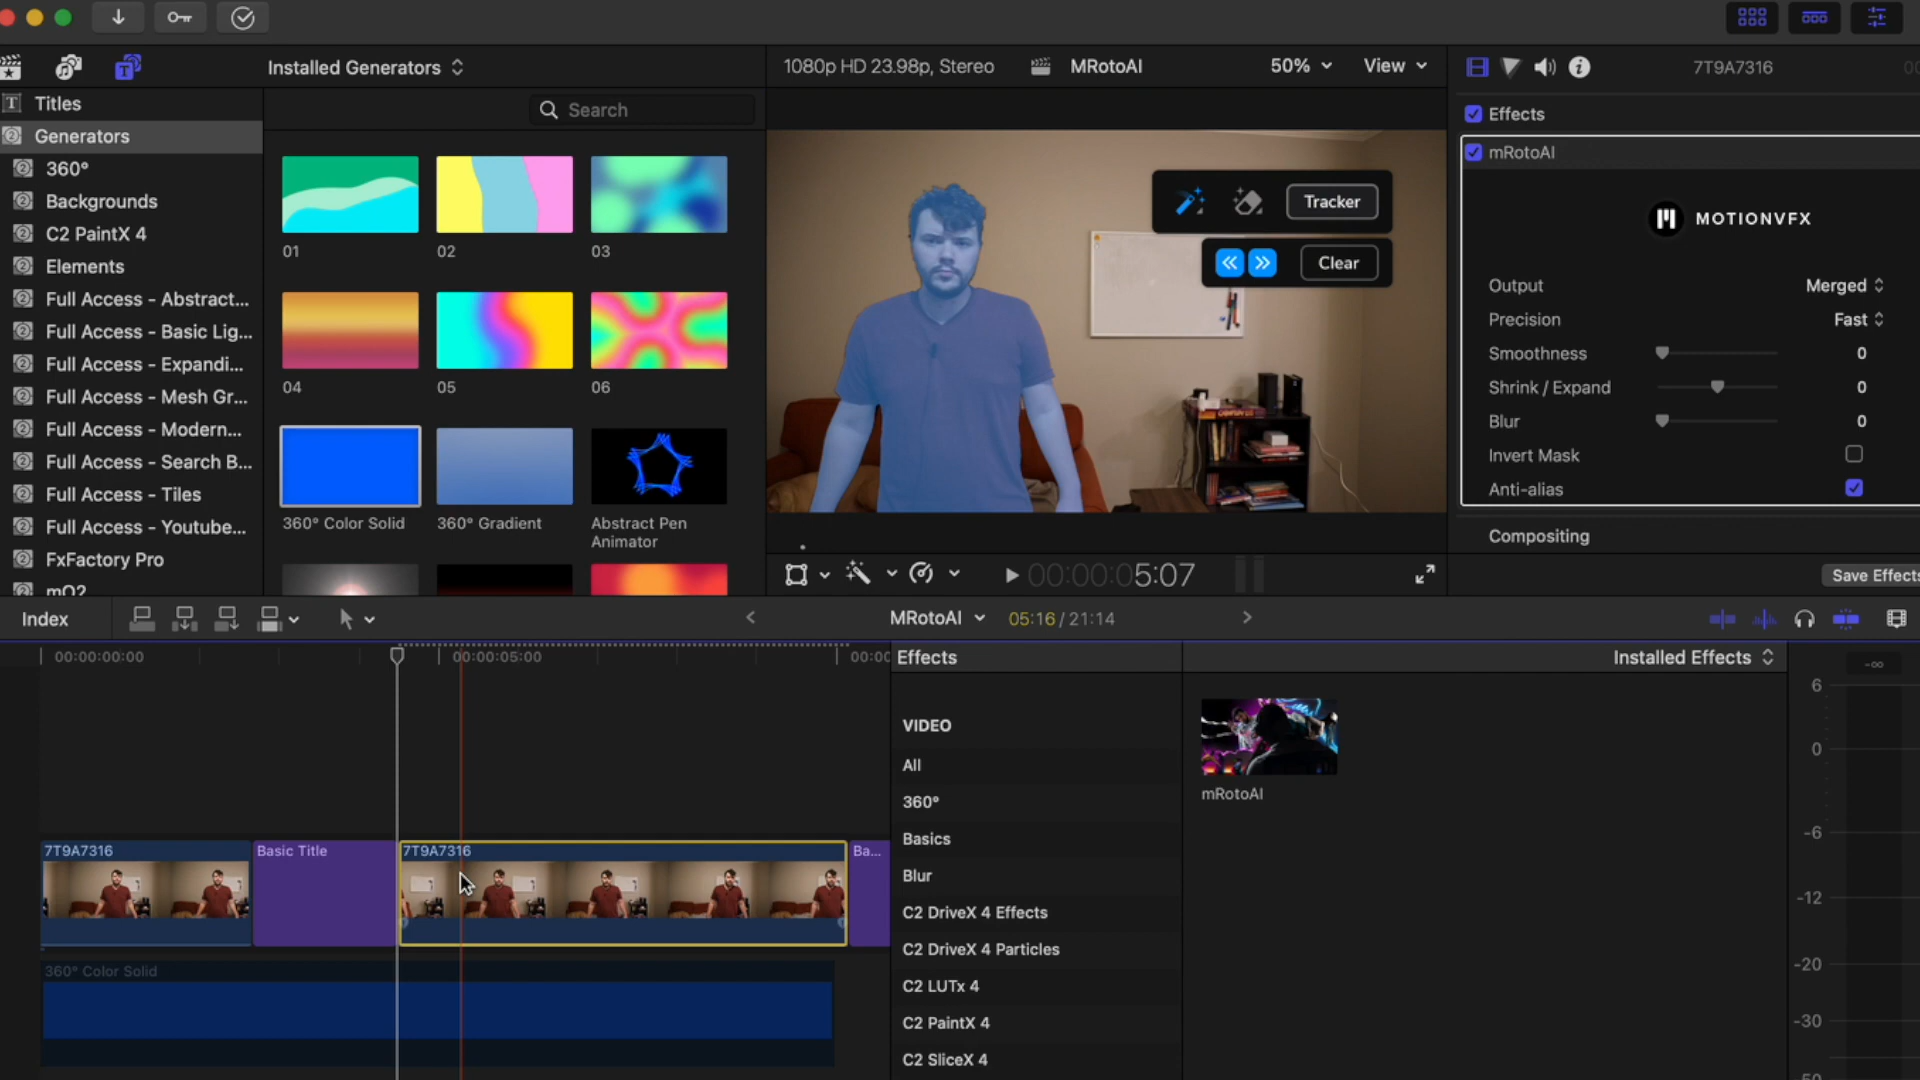 Installed Generators
1080p HD 23.98p, Stereo
MRotoAI
50%
View
7T9A7316
Titles
Generators
360°
Backgrounds
C2 PaintX 4
Elements
Full Access - Abstract...
Full Access - Basic Lig...
Full Access - Expandi...
Full Access - Mesh Gr...
Full Access - Modern...
Full Access - Search B...
Full Access - Tiles
Full Access - Youtube...
FxFactory Pro
mO2
Search
01
02
03
04
05
06
360° Color Solid
360° Gradient
Abstract Pen
Animator
Tracker
Clear
Effects
mRotoAI
MOTIONVFX
Output
Merged
Precision
Fast
Smoothness
0
Shrink / Expand
0
Blur
0
Invert Mask
Anti-alias
Compositing
00:00:00:05:07
Save Effects
Index
MRotoAI
05:16 / 21:14
00:00:00:00
00:00:05:00
7T9A7316
Basic Title
7T9A7316
Ba...
360° Color Solid
Effects
Installed Effects
VIDEO
All
360°
Basics
Blur
C2 DriveX 4 Effects
C2 DriveX 4 Particles
C2 LUTx 4
C2 PaintX 4
C2 SliceX 4
mRotoAI
-∞
6
0
-6
-12
-20
-30